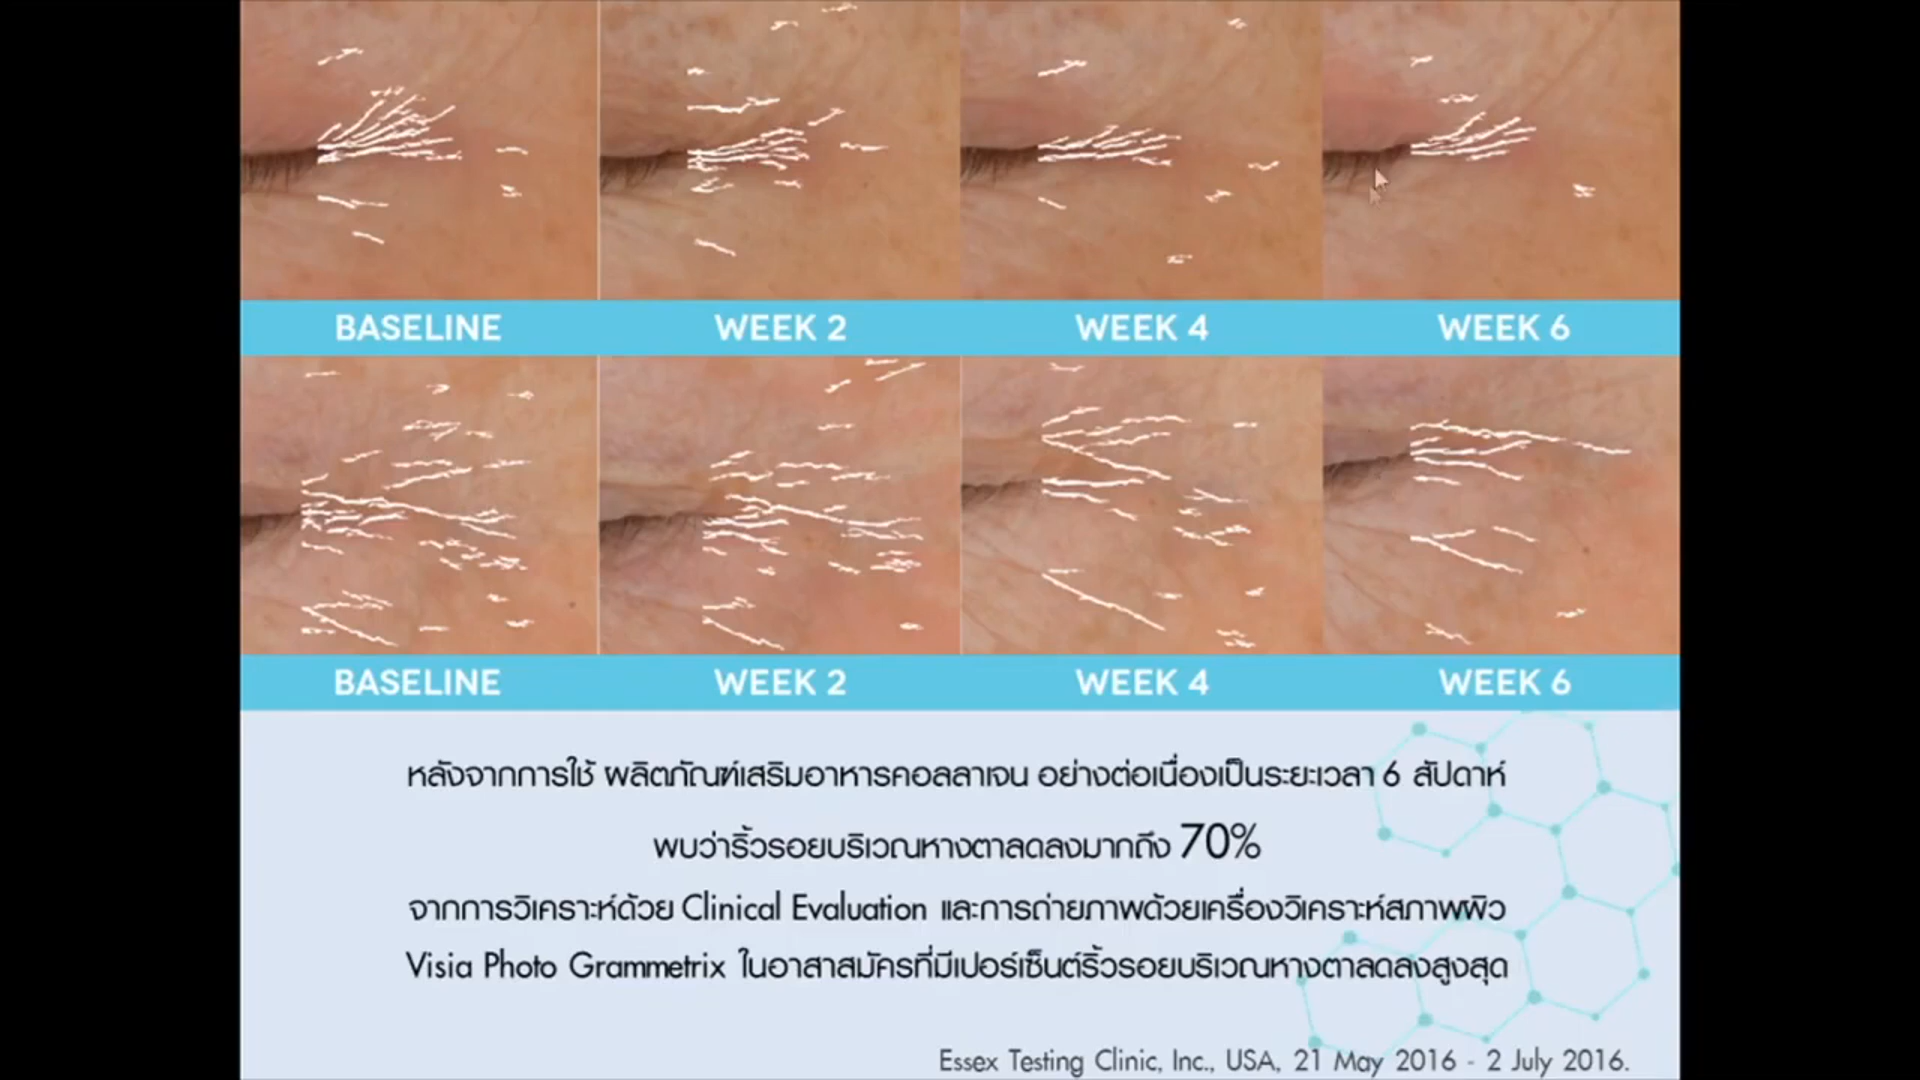 BASELINE WEEK 2 WEEK 4 WEEK 6
BASELINE WEEK 2 WEEK 4 WEEK 6
หลังจากการใช้ ผลิตภัณฑ์เสริมอาหารคอลลาเจน อย่างต่อเนื่องเป็นระยะเวลา 6 สัปดาห์
พบว่าริ้วรอยบริเวณหางตาลดลงมากถึง 70%
จากการวิเคราะห์ด้วย Clinical Evaluation และการถ่ายภาพด้วยเครื่องวิเคราะห์สภาพผิว
Visia Photo Grammetrix ในอาสาสมัครที่มีเปอร์เซ็นต์ริ้วรอยบริเวณหางตาลดลงสูงสุด
Essex Testing Clinic, Inc., USA, 21 May 2016 - 2 July 2016.